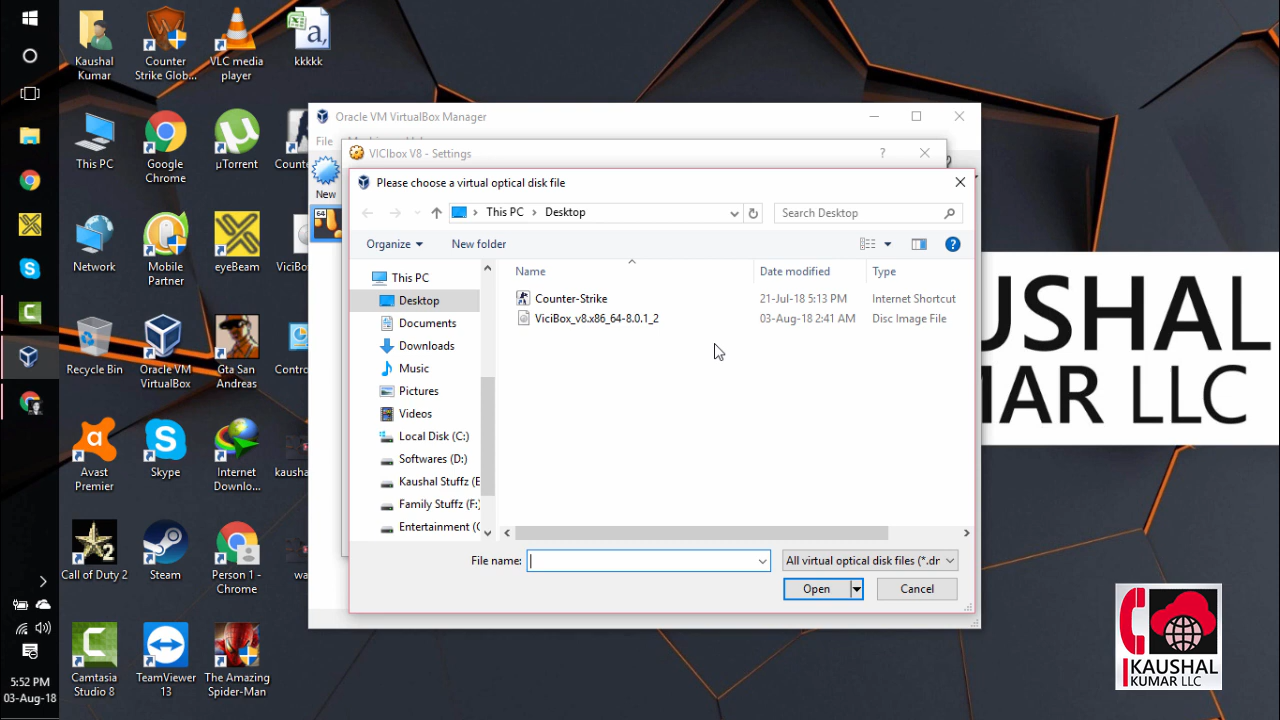 Kaushal
Kumar
Counter
Strike Glob...
VLC media
player
a,
kkkkk
This PC
Google
Chrome
µTorrent
Network
Mobile
Partner
eyeBeam
Recycle Bin
Oracle VM
VirtualBox
Gta San
Andreas
Avast
Premier
Skype
Internet
Downlo...
2
Call of Duty 2
Steam
Person 1 -
Chrome
Camtasia
Studio 8
TeamViewer
13
The Amazing
Spider-Man
5:52 PM
03-Aug-18
Oracle VM VirtualBox Manager
File
New
64
VICIbox V8 - Settings
?
Please choose a virtual optical disk file
This PC
Desktop
Search Desktop
Organize
New folder
This PC
Desktop
Documents
Downloads
Music
Pictures
Videos
Local Disk (C:)
Softwares (D:)
Kaushal Stuffz (E
Family Stuffz (F:
Entertainment (
Name
Date modified
Type
Counter-Strike
21-Jul-18 5:13 PM
Internet Shortcut
ViciBox_v8.x86_64-8.0.1_2
03-Aug-18 2:41 AM
Disc Image File
File name:
All virtual optical disk files (*.dr
Open
Cancel
USHAL
MAR LLC
KAUSHAL
KUMAR LLC